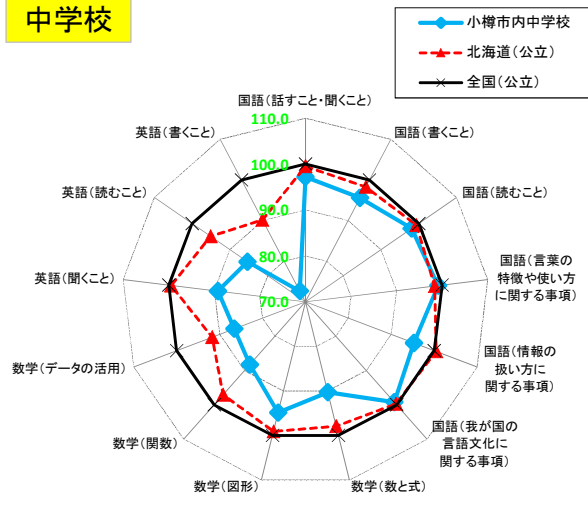 中学校
小樽市内中学校
北海道(公立)
全国(公立)
国語(話すこと・聞くこと)
国語(書くこと)
国語(読むこと)
国語(言葉の
特徴や使い方
に関する事項)
国語(情報の
扱い方に
関する事項)
国語(我が国の
言語文化に
関する事項)
数学(数と式)
数学(図形)
数学(関数)
数学(データの活用)
英語(聞くこと)
英語(読むこと)
英語(書くこと)
110.0
100.0
90.0
80.0
70.0